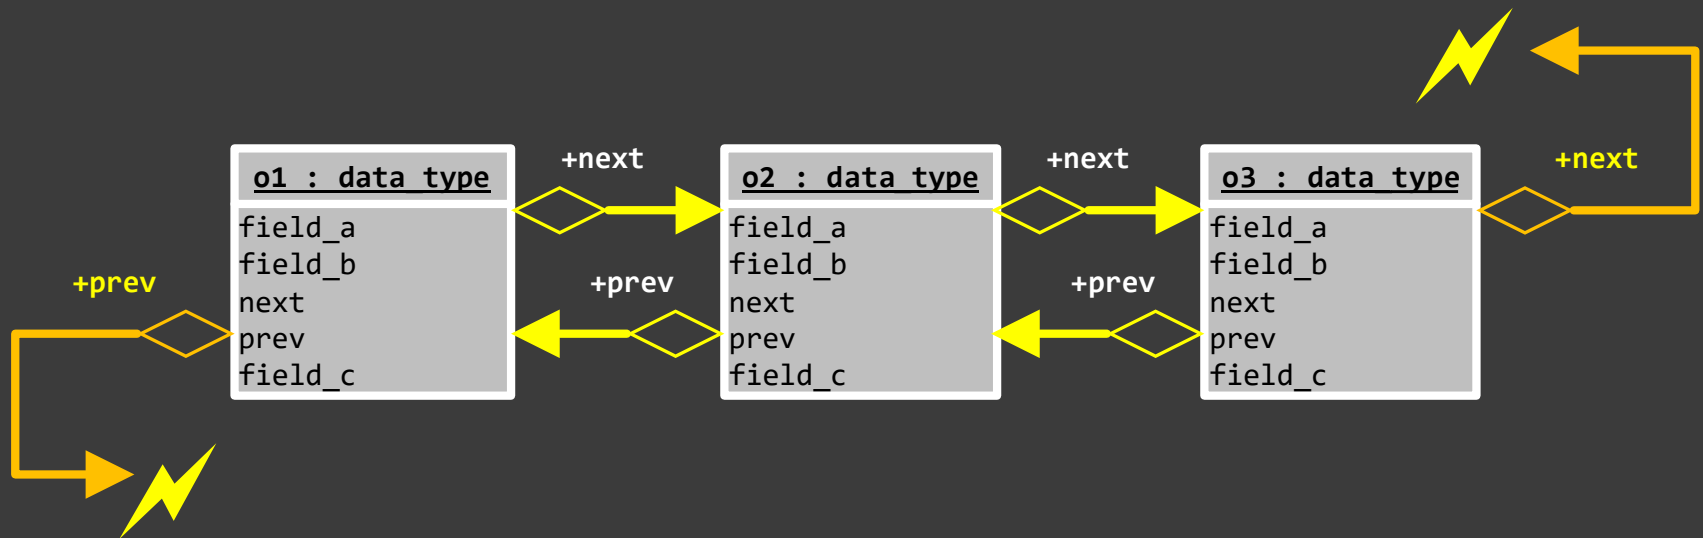 +next
+next
+next
o1 : data_type
o2 : data_type
o3 : data_type
field_a
field_b
next
prev
field_c
field_a
field_b
next
prev
field_c
field_a
field_b
next
prev
field_c
+prev
+prev
+prev